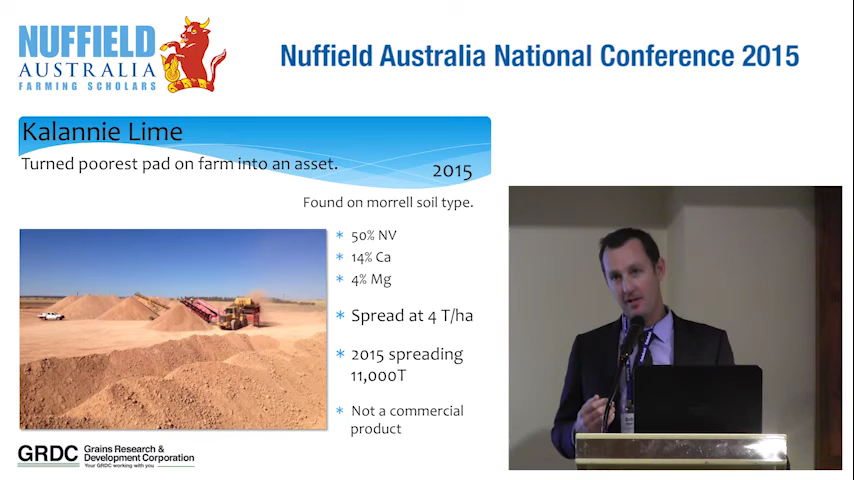 NUFFIELD
AUSTRALIA
FARMING SCHOLARS
Nuffield Australia National Conference 2015
Kalannie Lime
Turned poorest pad on farm into an asset.
2015
Found on morrell soil type.
* 50% NV
* 14% Ca
* 4% Mg
* Spread at 4 T/ha
* 2015 spreading
11,000T
* Not a commercial
product
GRDC
Grains Research &
Development Corporation
Your GRDC working with you